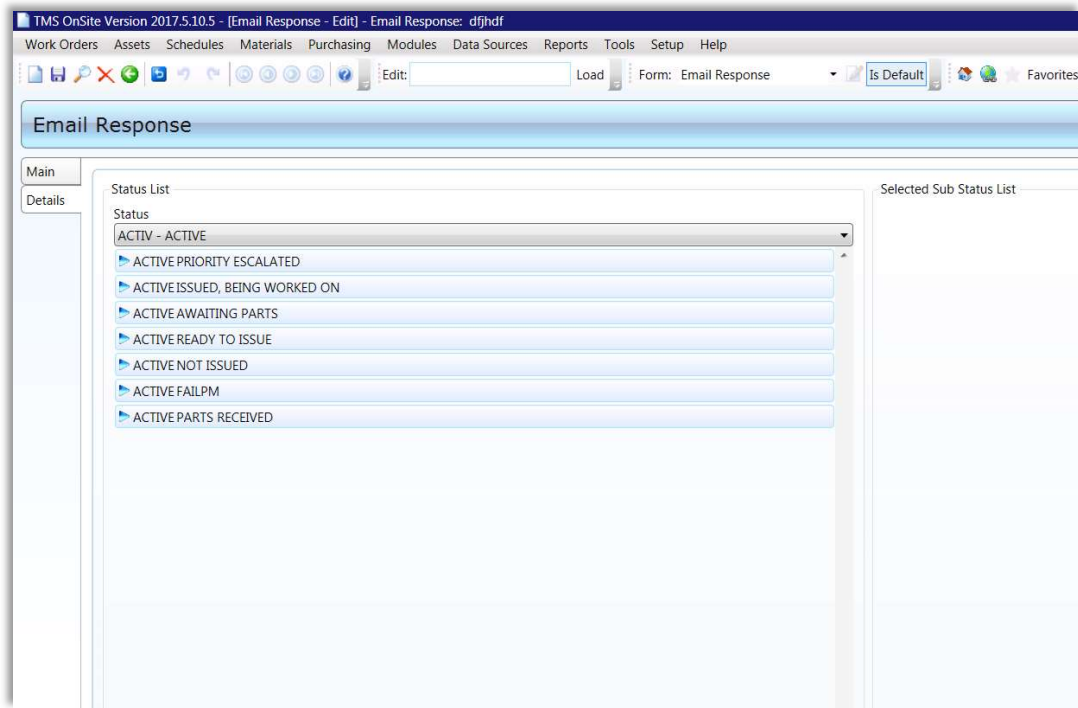 TMS OnSite Version 2017.5.10.5 - [Email Response - Edit] - Email Response: dfjhdf
Work Orders Assets Schedules Materials Purchasing Modules Data Sources Reports Tools Setup Help
Edit: Load Form: Email Response Is Default Favorites
Email Response
Main
Details
Status List
Status
ACTIV - ACTIVE
ACTIVE PRIORITY ESCALATED
ACTIVE ISSUED, BEING WORKED ON
ACTIVE AWAITING PARTS
ACTIVE READY TO ISSUE
ACTIVE NOT ISSUED
ACTIVE FAILPM
ACTIVE PARTS RECEIVED
Selected Sub Status List